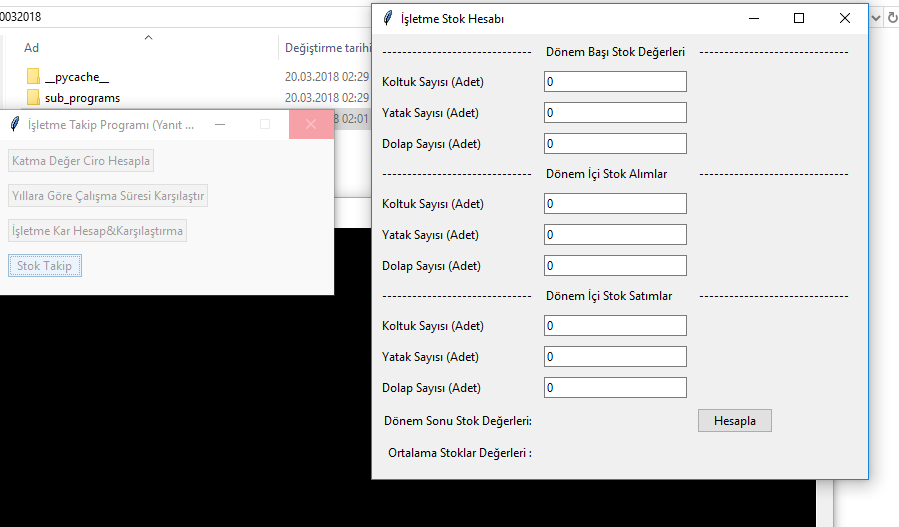 0032018
Ad
Değiştirme tarihi
__pycache__
20.03.2018 02:29
sub_programs
20.03.2018 02:29
8 02:01
İşletme Takip Programı (Yanıt ...
Katma Değer Ciro Hesapla
Yıllara Göre Çalışma Süresi Karşılaştır
İşletme Kar Hesap&Karşılaştırma
Stok Takip
İşletme Stok Hesabı
------------------------------ Dönem Başı Stok Değerleri ------------------------------
Koltuk Sayısı (Adet) 0
Yatak Sayısı (Adet) 0
Dolap Sayısı (Adet) 0
------------------------------ Dönem İçi Stok Alımlar ------------------------------
Koltuk Sayısı (Adet) 0
Yatak Sayısı (Adet) 0
Dolap Sayısı (Adet) 0
------------------------------ Dönem İçi Stok Satımlar ------------------------------
Koltuk Sayısı (Adet) 0
Yatak Sayısı (Adet) 0
Dolap Sayısı (Adet) 0
Dönem Sonu Stok Değerleri: Hesapla
Ortalama Stoklar Değerleri :